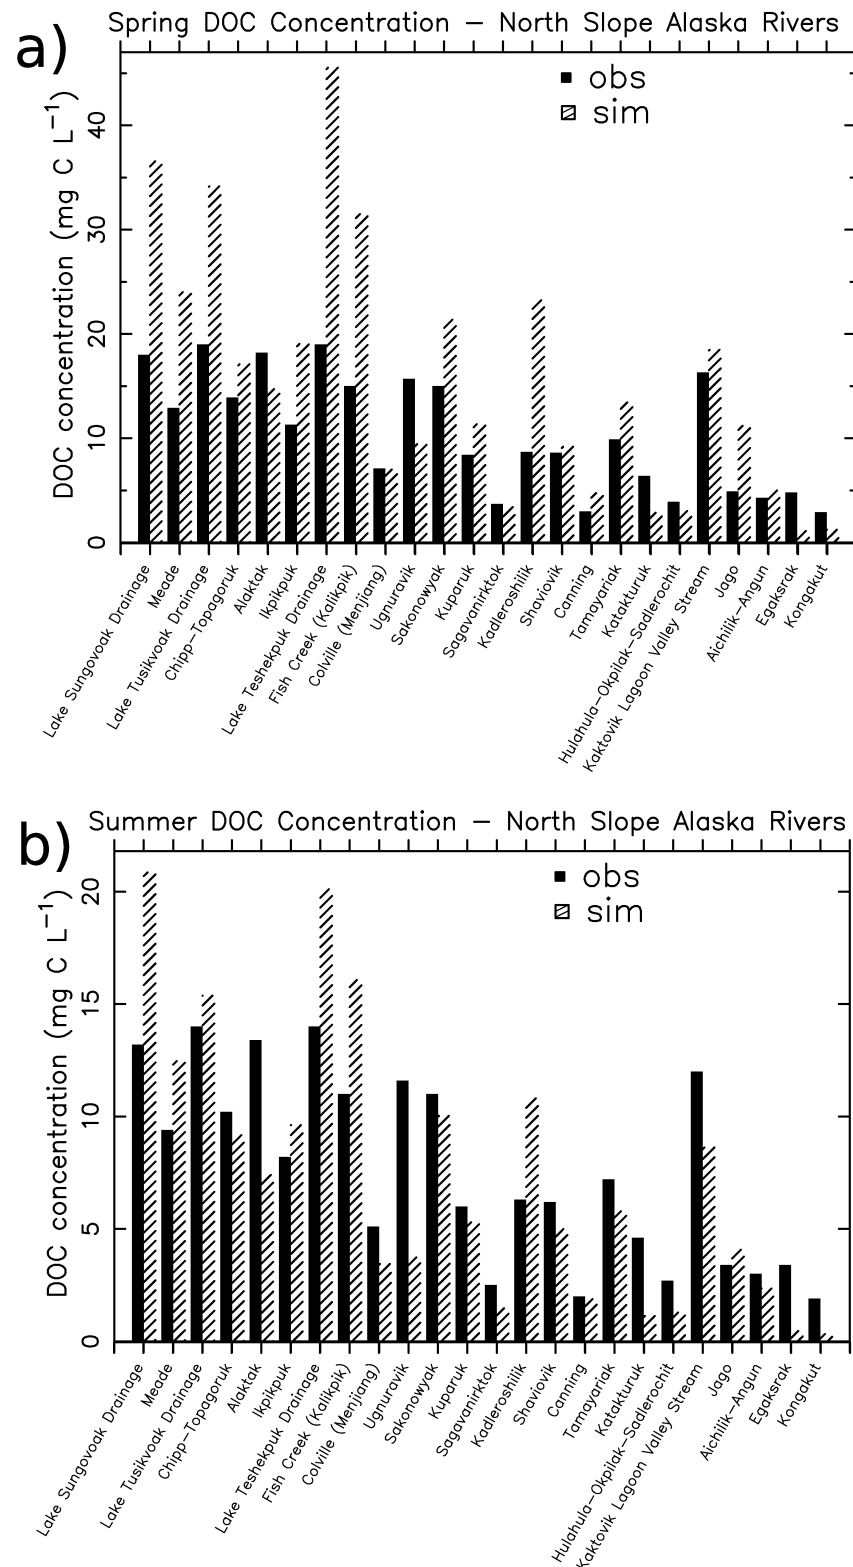 a)
Spring DOC Concentration – North Slope Alaska Rivers
DOC concentration (mg C L⁻¹)
40
30
20
10
0
obs
sim
Lake Sungovoak Drainage
Meade
Lake Tusikvoak Drainage
Chipp–Topagoruk
Alaktak
Ikpikpuk
Lake Teshekpuk Drainage
Fish Creek (Kalikpik)
Colville (Menjiang)
Ugnuravik
Sakonowyak
Kuparuk
Sagavanirktok
Kadleroshilik
Shaviovik
Canning
Tamayariak
Katakturuk
Hulahula–Okpilak–Sadlerochit
Kaktovik Lagoon Valley Stream
Jago
Aichilik–Angun
Egaksrak
Kongakut
b)
Summer DOC Concentration – North Slope Alaska Rivers
DOC concentration (mg C L⁻¹)
20
15
10
5
0
obs
sim
Lake Sungovoak Drainage
Meade
Lake Tusikvoak Drainage
Chipp–Topagoruk
Alaktak
Ikpikpuk
Lake Teshekpuk Drainage
Fish Creek (Kalikpik)
Colville (Menjiang)
Ugnuravik
Sakonowyak
Kuparuk
Sagavanirktok
Kadleroshilik
Shaviovik
Canning
Tamayariak
Katakturuk
Hulahula–Okpilak–Sadlerochit
Kaktovik Lagoon Valley Stream
Jago
Aichilik–Angun
Egaksrak
Kongakut